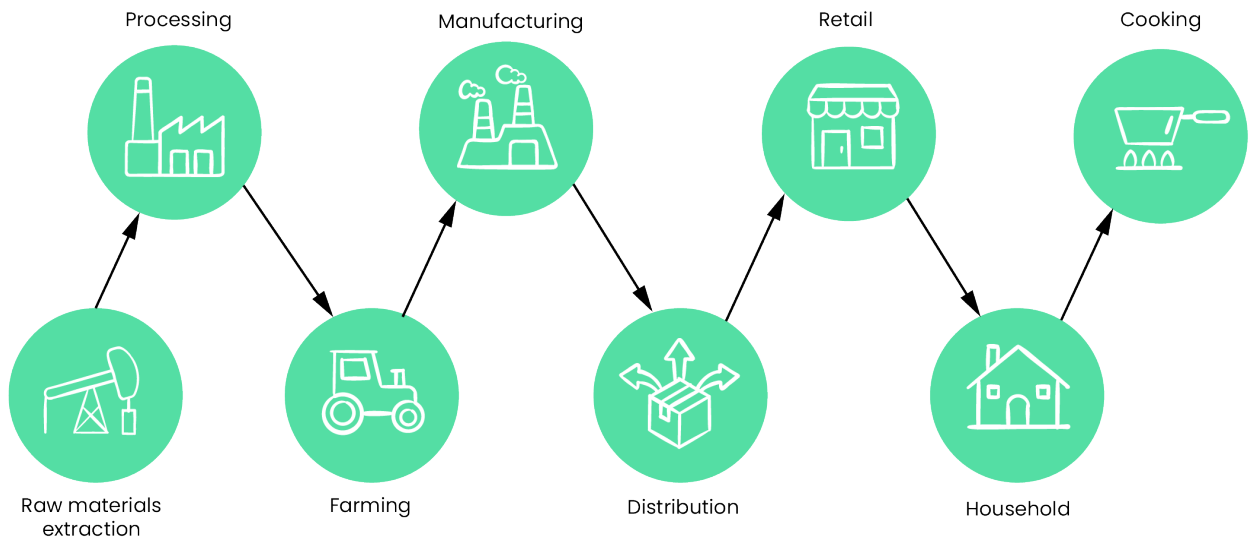 Processing
Manufacturing
Retail
Cooking
Raw materials
extraction
Farming
Distribution
Household